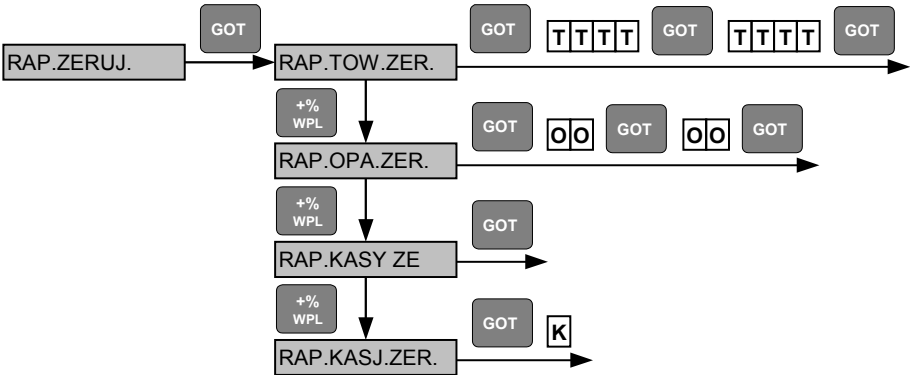 GOT GOT T T T T GOT T T T T GOT
RAP.ZERUJ. RAP.TOW.ZER.
+%
WPL
GOT O O GOT O O GOT
RAP.OPA.ZER.
+%
WPL
GOT
RAP.KASY ZE
+%
WPL
GOT K
RAP.KASJ.ZER.